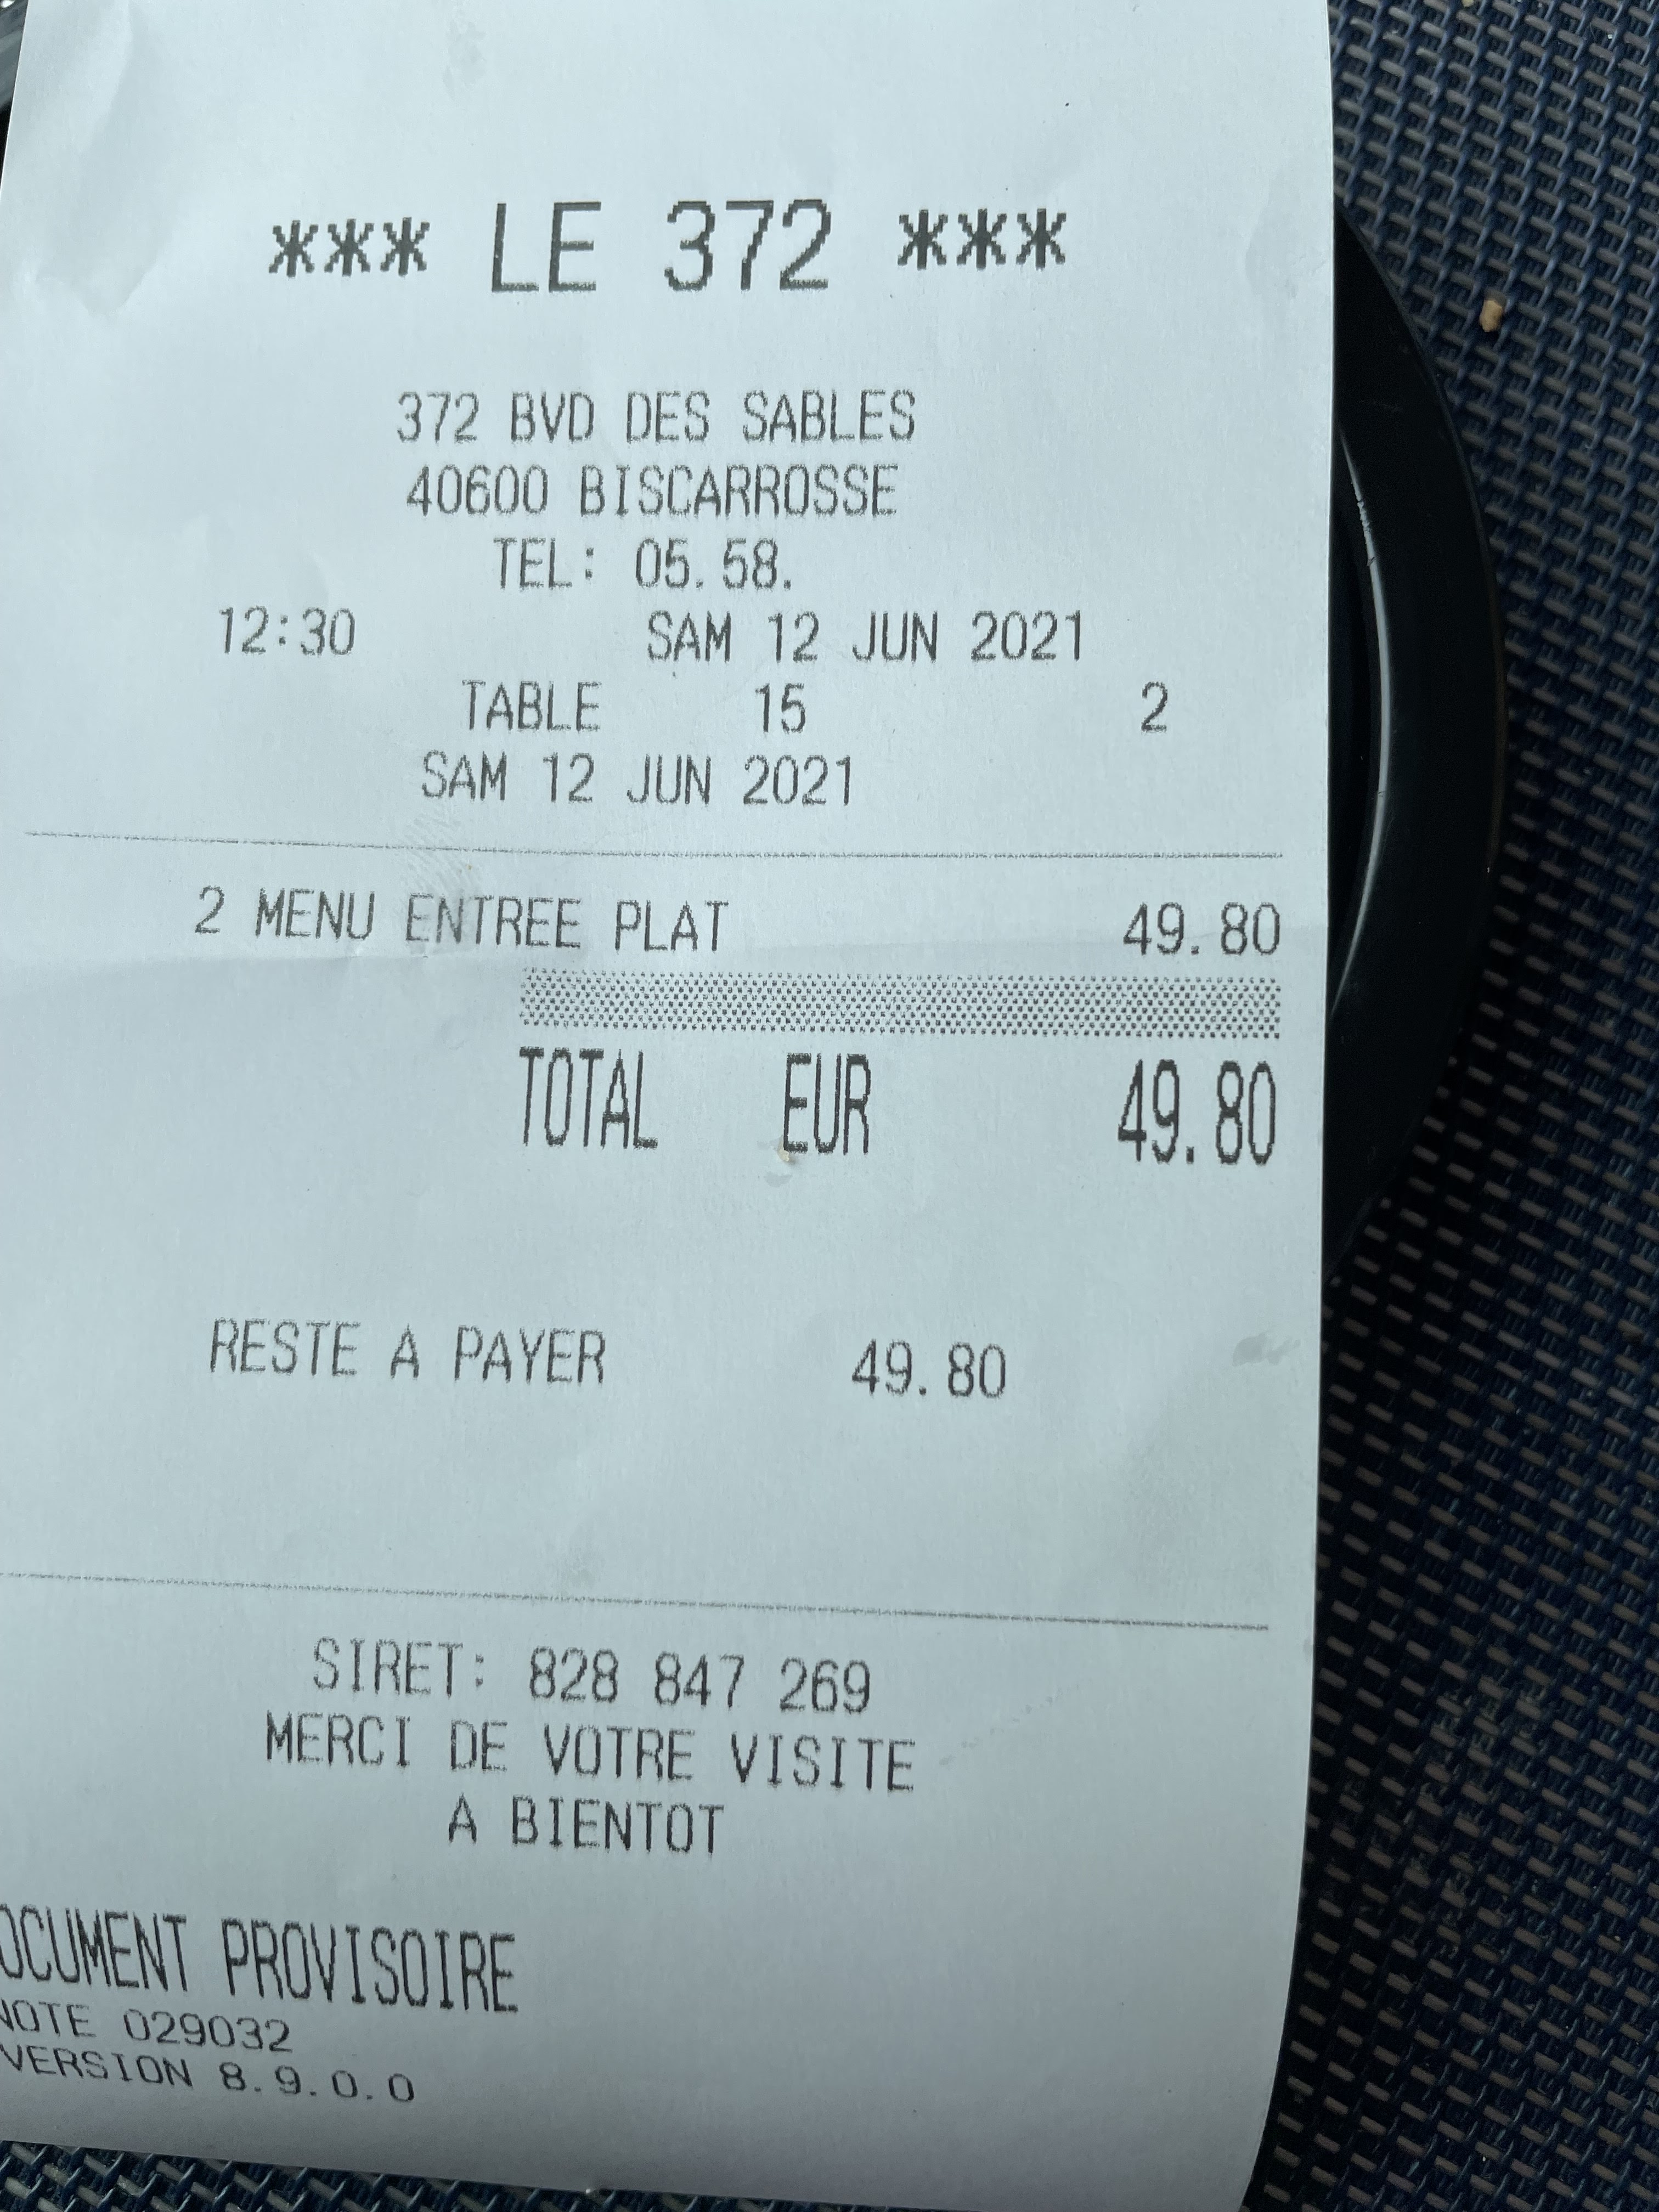 *** LE 372 ***
372 BVD DES SABLES
40600 BISCARROSSE
TEL: 05.58.
12:30 SAM 12 JUN 2021
TABLE 15 2
SAM 12 JUN 2021
2 MENU ENTREE PLAT 49.80
TOTAL EUR 49.80
RESTE A PAYER 49.80
SIRET: 828 847 269
MERCI DE VOTRE VISITE
A BIENTOT
OCUMENT PROVISOIRE
NOTE 029032
VERSION 8.9.0.0